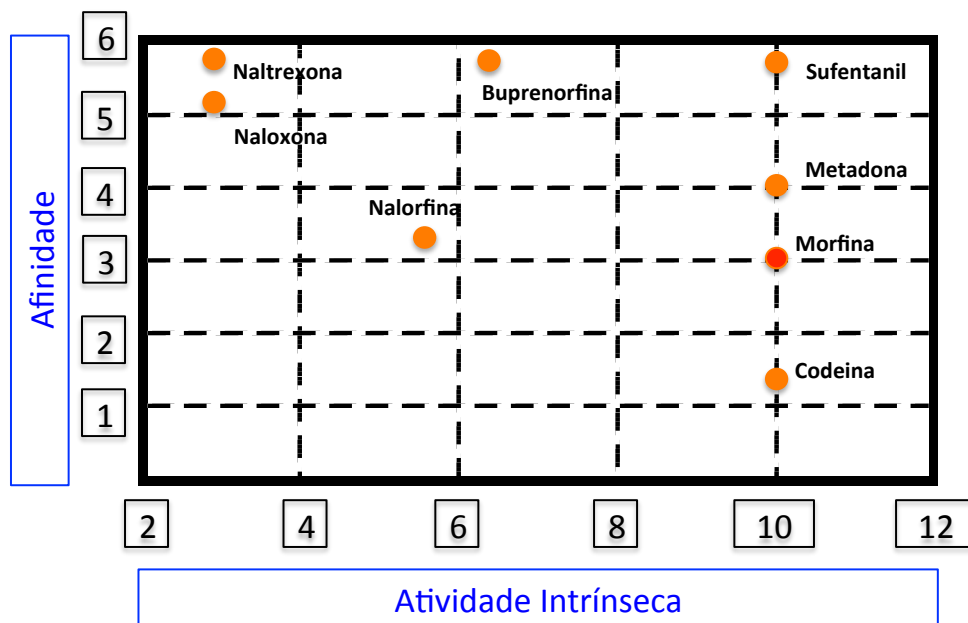 6
Naltrexona
Buprenorfina
Sufentanil
5
Naloxona
4
Metadona
Nalorfina
3
Morfina
2
Codeina
1
Afinidade
2
4
6
8
10
12
Atividade Intrínseca